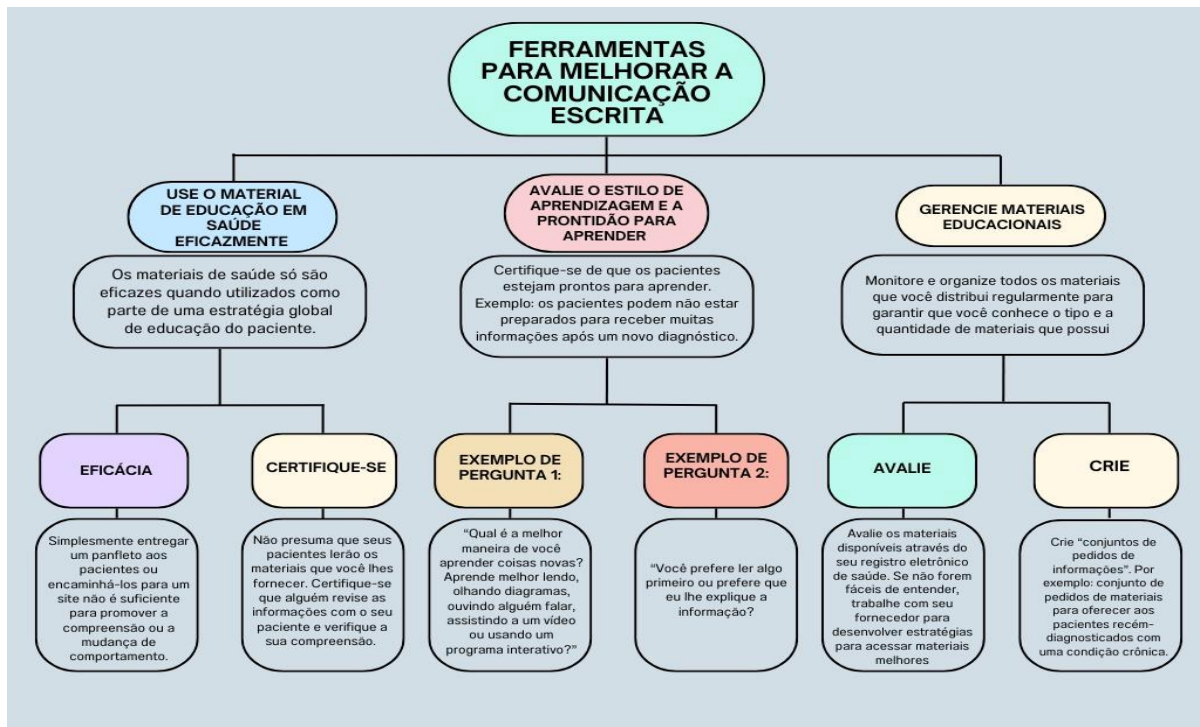 FERRAMENTAS
PARA MELHORAR A
COMUNICAÇÃO
ESCRITA
USE O MATERIAL
DE EDUCAÇÃO EM
SAÚDE
EFICAZMENTE
Os materiais de saúde só são
eficazes quando utilizados como
parte de uma estratégia global
de educação do paciente.
AVALIE O ESTILO DE
APRENDIZAGEM E A
PRONTIDÃO PARA
APRENDER
Certifique-se de que os pacientes
estejam prontos para aprender.
Exemplo: os pacientes podem não estar
preparados para receber muitas
informações após um novo diagnóstico.
GERENCIE MATERIAIS
EDUCACIONAIS
Monitore e organize todos os materiais
que você distribui regularmente para
garantir que você conhece o tipo e a
quantidade de materiais que possui
EFICÁCIA
Simplesmente entregar
um panfleto aos
pacientes ou
encaminhá-los para um
site não é suficiente
para promover a
compreensão ou a
mudança de
comportamento.
CERTIFIQUE-SE
Não presuma que seus
pacientes lerão os
materiais que você lhes
fornecer. Certifique-se
que alguém revise as
informações com o seu
paciente e verifique a
sua compreensão.
EXEMPLO DE
PERGUNTA 1:
“Qual é a melhor
maneira de você
aprender coisas novas?
Aprende melhor lendo,
olhando diagramas,
ouvindo alguém falar,
assistindo a um vídeo
ou usando um
programa interativo?”
EXEMPLO DE
PERGUNTA 2:
“Você prefere ler algo
primeiro ou prefere que
eu lhe explique a
informação?
AVALIE
Avalie os materiais
disponíveis através do
seu registro eletrônico
de saúde. Se não forem
fáceis de entender,
trabalhe com seu
fornecedor para
desenvolver estratégias
para acessar materiais
melhores
CRIE
Crie “conjuntos de
pedidos de
informações”. Por
exemplo: conjunto de
pedidos de materiais
para oferecer aos
pacientes recém-
diagnosticados com
uma condição crônica.